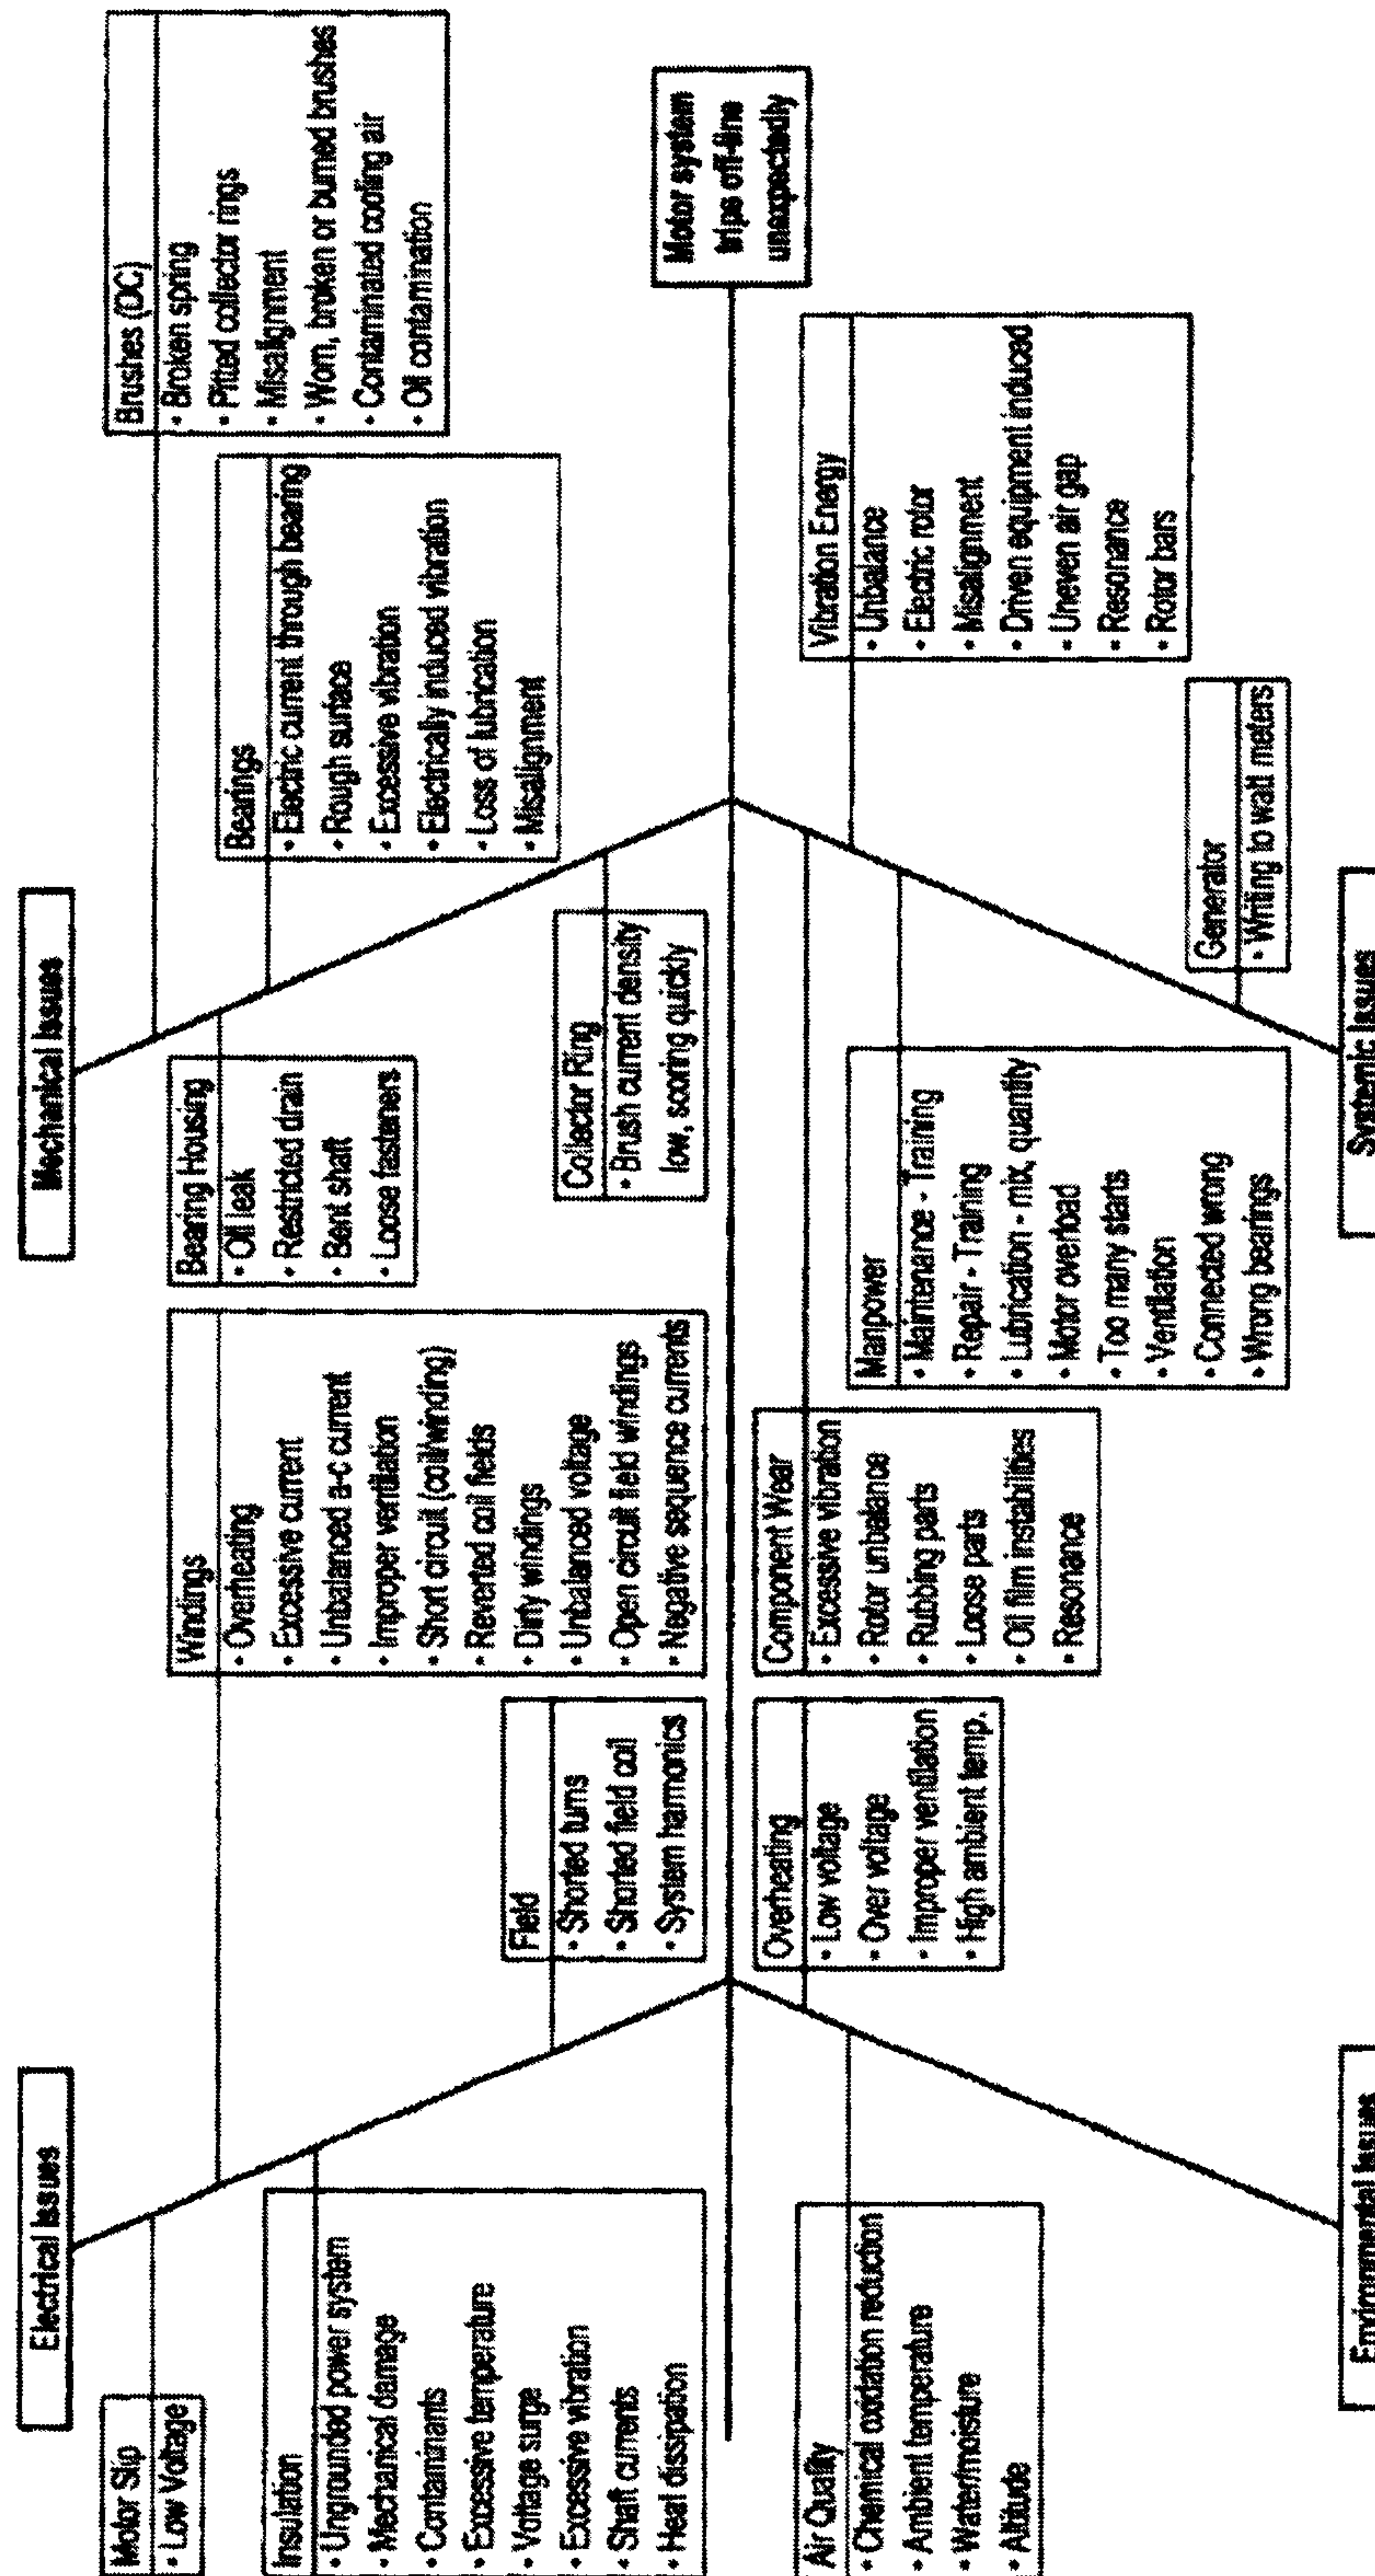 Electrical Issues
Mechanical Issues
Motor Slip
• Low Voltage
Insulation
• Ungrounded power system
• Mechanical damage
• Contaminants
• Excessive temperature
• Voltage surge
• Excessive vibration
• Shaft currents
• Heat dissipation
Field
• Shorted turns
• Shorted field coil
• System harmonics
Windings
• Overheating
• Excessive current
• Unbalanced a-c current
• Improper ventilation
• Short circuit (coil/winding)
• Reverted coil fields
• Dirty windings
• Unbalanced voltage
• Open circuit field windings
• Negative sequence currents
Bearing Housing
• Oil leak
• Restricted drain
• Bent shaft
• Loose fasteners
Collector Ring
• Brush current density
low, scoring quickly
Bearings
• Electric current through bearing
• Rough surface
• Excessive vibration
• Electrically induced vibration
• Loss of lubrication
• Misalignment
Brushes (DC)
• Broken spring
• Pitted collector rings
• Misalignment
• Worn, broken or burned brushes
• Contaminated cooling air
• Oil contamination
Motor system
trips off-line
unexpectedly
Air Quality
• Chemical oxidation reduction
• Ambient temperature
• Water/moisture
• Altitude
Overheating
• Low voltage
• Over voltage
• Improper ventilation
• High ambient temp.
Component Wear
• Excessive vibration
• Rotor unbalance
• Rubbing parts
• Loose parts
• Oil film instabilities
• Resonance
Manpower
• Maintenance - Training
• Repair - Training
• Lubrication - mix, quantity
• Motor overload
• Too many starts
• Ventilation
• Connected wrong
• Wrong bearings
Generator
• Writing to watt meters
Vibration Energy
• Unbalance
• Electric rotor
• Misalignment
• Driven equipment induced
• Uneven air gap
• Resonance
• Rotor bars
Environmental Issues
Systemic Issues